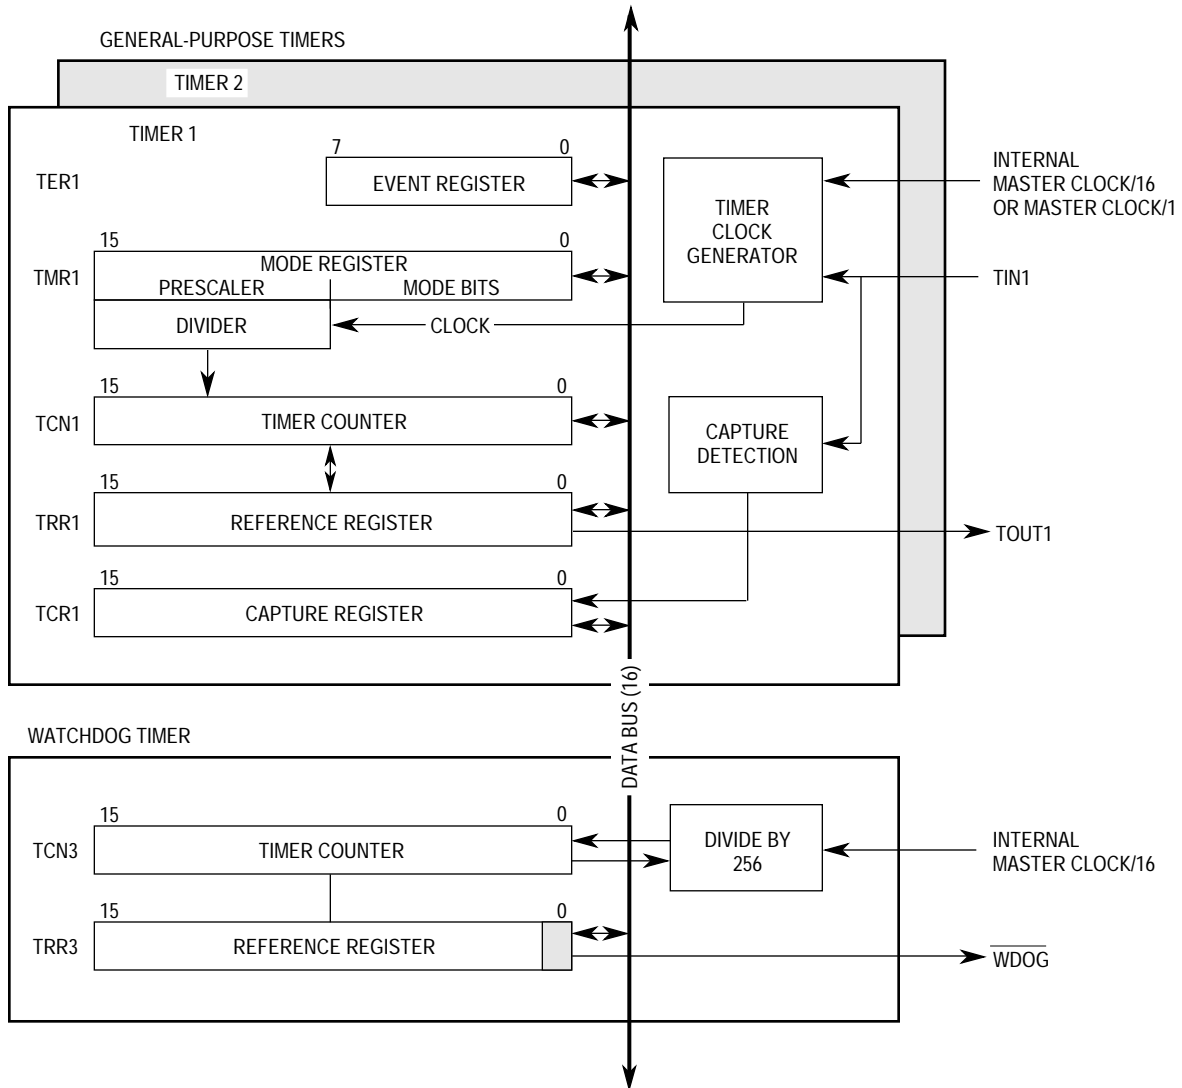 GENERAL-PURPOSE TIMERS
TIMER 2
TIMER 1
7 0
TER1
EVENT REGISTER
TIMER
CLOCK
GENERATOR
INTERNAL
MASTER CLOCK/16
OR MASTER CLOCK/1
15 0
TMR1
MODE REGISTER
PRESCALER MODE BITS
TIN1
DIVIDER
CLOCK
15 0
TCN1
TIMER COUNTER
CAPTURE
DETECTION
15 0
TRR1
REFERENCE REGISTER
TOUT1
15 0
TCR1
CAPTURE REGISTER
DATA BUS (16)
WATCHDOG TIMER
15 0
TCN3
TIMER COUNTER
DIVIDE BY
256
INTERNAL
MASTER CLOCK/16
15 0
TRR3
REFERENCE REGISTER
WDOG